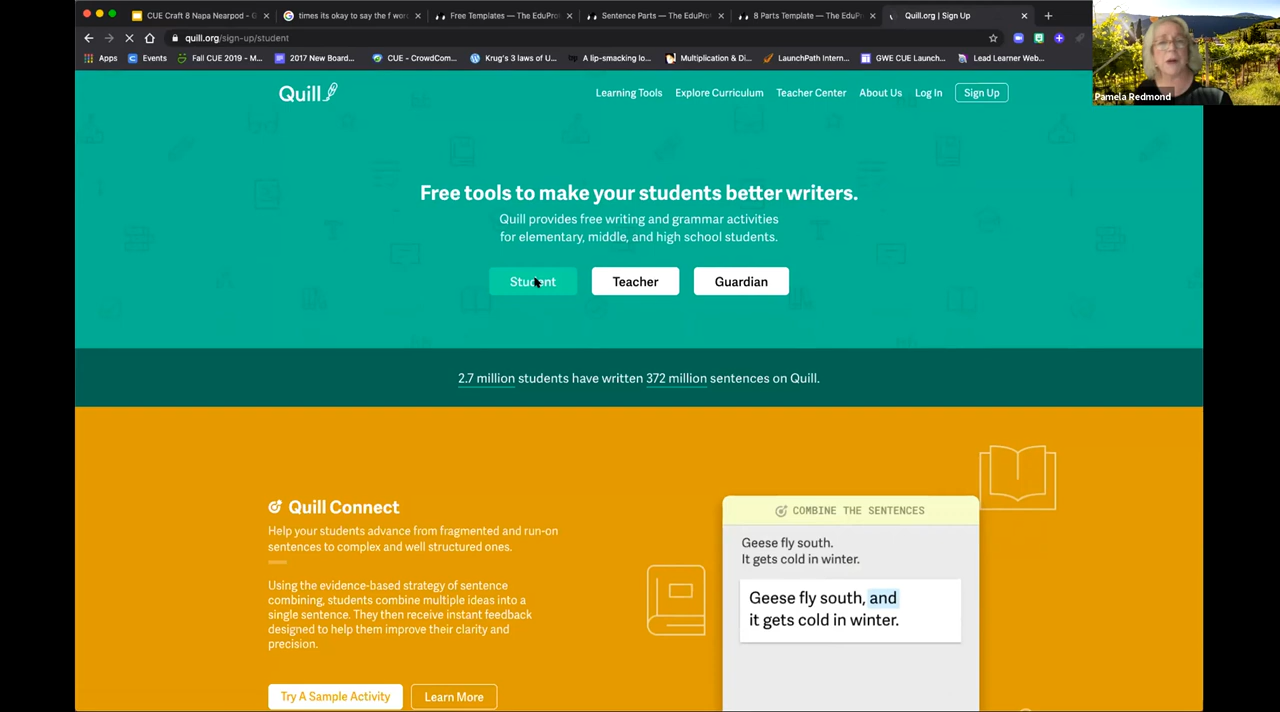 CUE Craft 8 Napa Nearpod -
times its okay to say the f wor
Free Templates — The EduPro
Sentence Parts — The EduPro
8 Parts Template — The EduP
Quill.org | Sign Up
quill.org/sign-up/student
Apps
Events
Fall CUE 2019 - M...
2017 New Board...
CUE - CrowdCom...
Krug's 3 laws of U...
A lip-smacking lo...
Multiplication & Di...
LaunchPath Intern...
GWE CUE Launch...
Lead Learner Web...
Pamela Redmond
Quill
Learning Tools
Explore Curriculum
Teacher Center
About Us
Log In
Sign Up
Free tools to make your students better writers.
Quill provides free writing and grammar activities
for elementary, middle, and high school students.
Student
Teacher
Guardian
2.7 million students have written 372 million sentences on Quill.
Quill Connect
Help your students advance from fragmented and run-on
sentences to complex and well structured ones.
Using the evidence-based strategy of sentence
combining, students combine multiple ideas into a
single sentence. They then receive instant feedback
designed to help them improve their clarity and
precision.
Try A Sample Activity
Learn More
COMBINE THE SENTENCES
Geese fly south.
It gets cold in winter.
Geese fly south, and
it gets cold in winter.